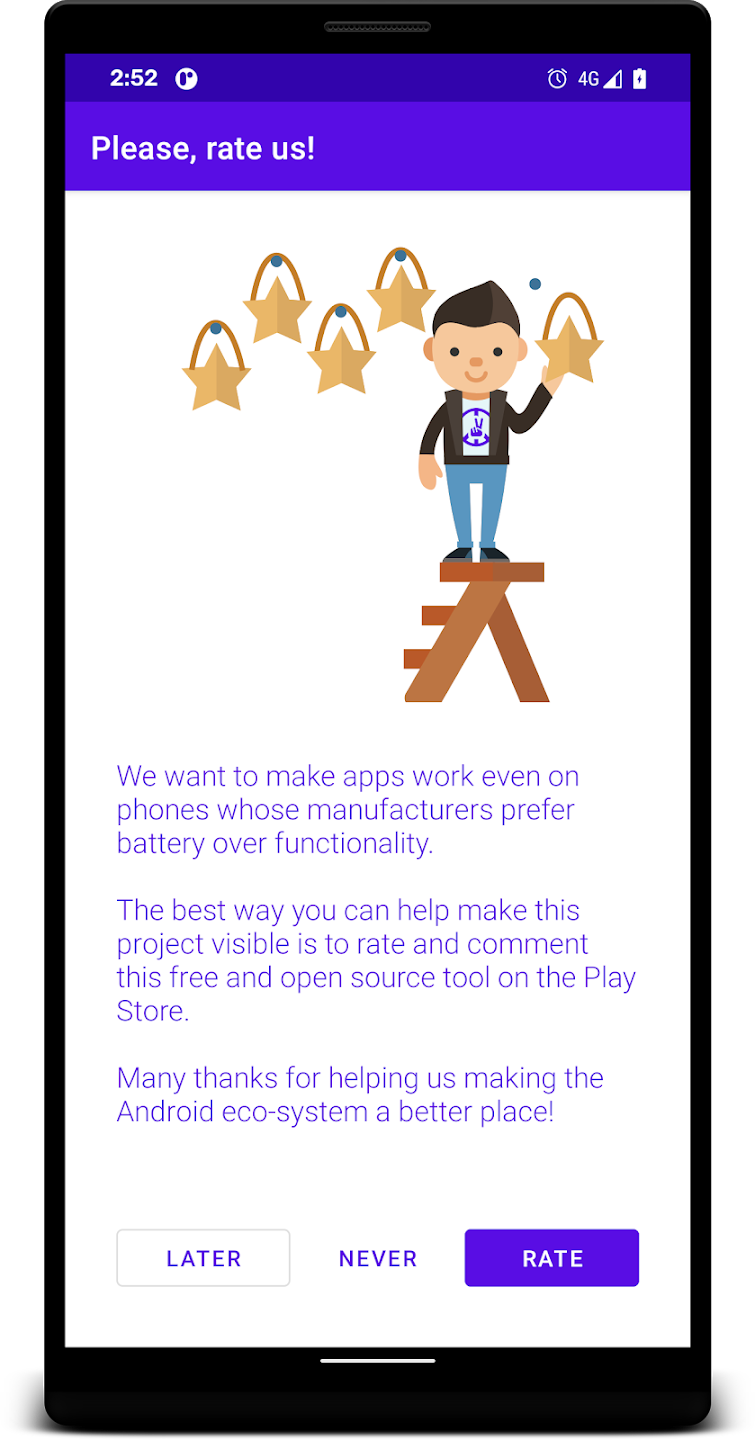 2:52
4G
Please, rate us!
We want to make apps work even on
phones whose manufacturers prefer
battery over functionality.
The best way you can help make this
project visible is to rate and comment
this free and open source tool on the Play
Store.
Many thanks for helping us making the
Android eco-system a better place!
LATER NEVER RATE